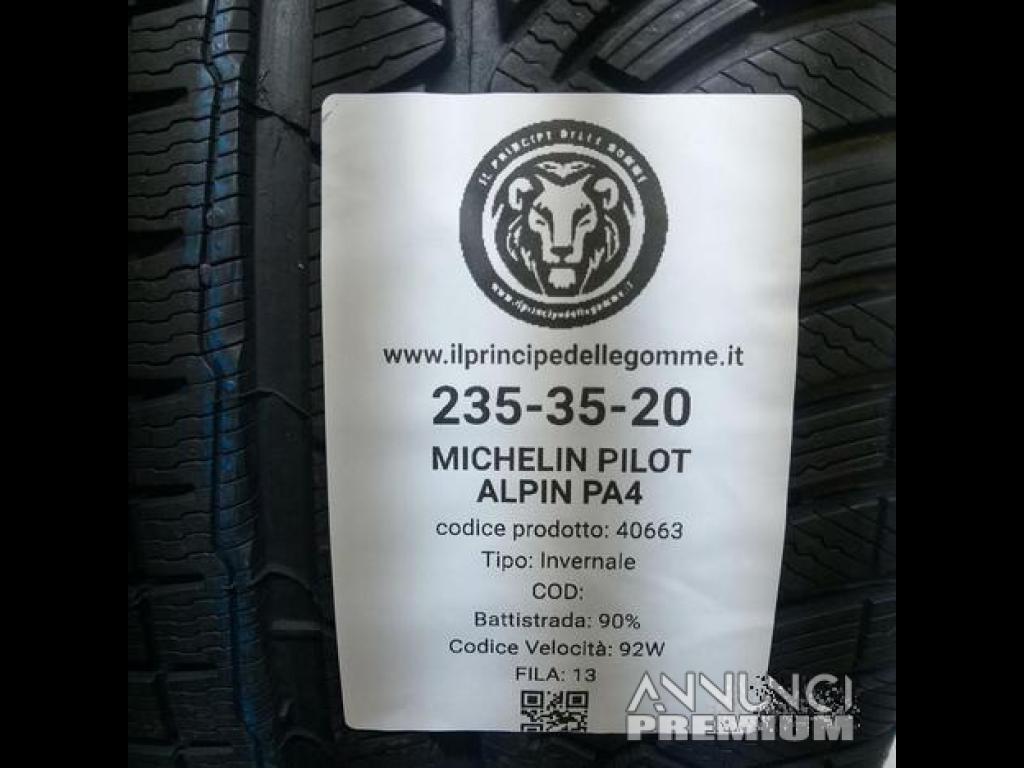 IL PRINCIPE DELLE GOMME
www.ilprincipedellegomme.it
www.ilprincipedellegomme.it
235-35-20
MICHELIN PILOT
ALPIN PA4
codice prodotto: 40663
Tipo: Invernale
COD:
Battistrada: 90%
Codice Velocità: 92W
FILA: 13
ANNUNCI
PREMIUM